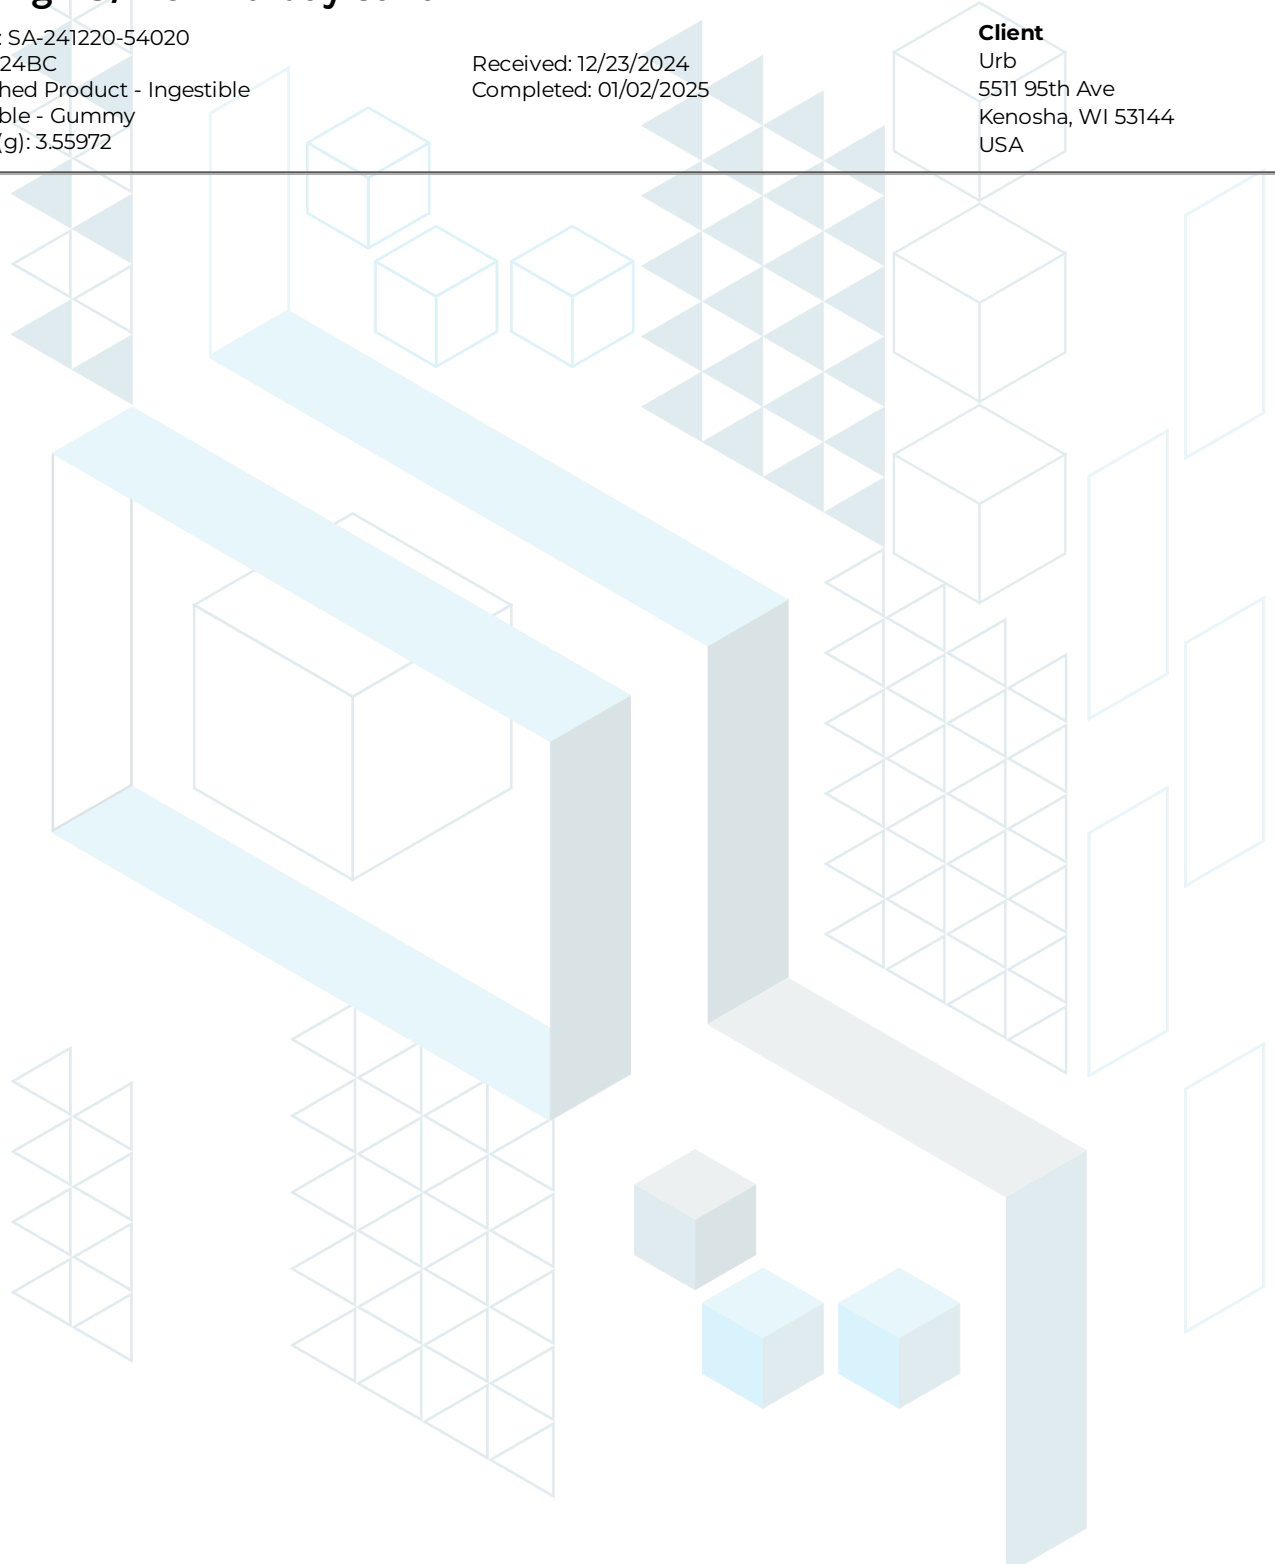 : SA-241220-54020
24BC
hed Product - Ingestible
ble - Gummy
(g): 3.55972
Received: 12/23/2024
Completed: 01/02/2025
Client
Urb
5511 95th Ave
Kenosha, WI 53144
USA